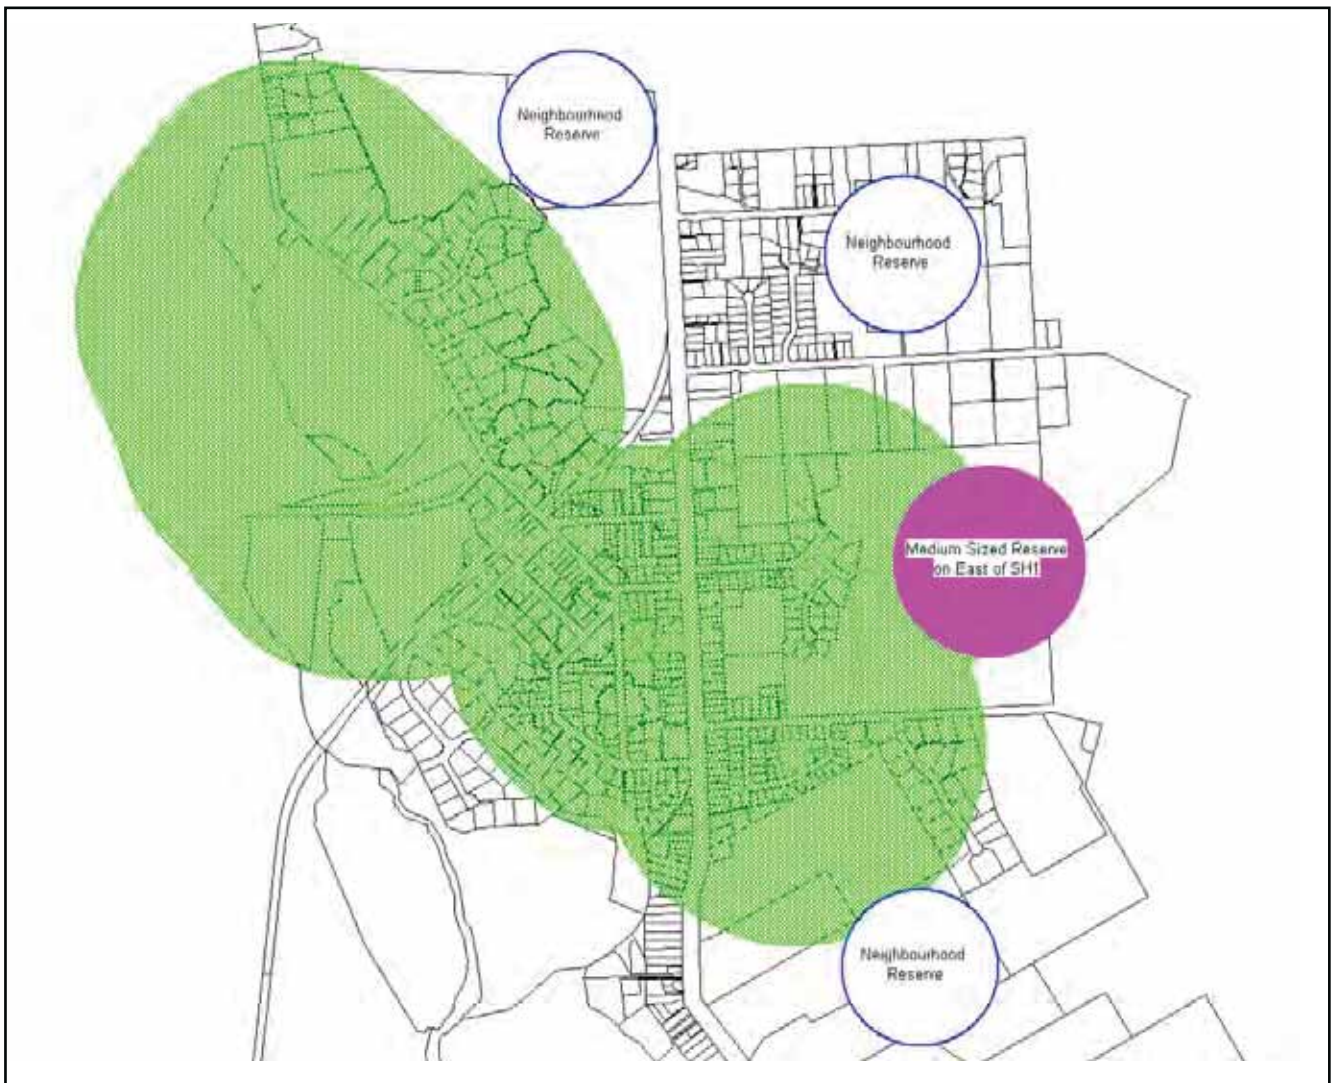 Neighbourhood
Reserve
Neighbourhood
Reserve
Medium Sized Reserve
on East of SH1
Neighbourhood
Reserve